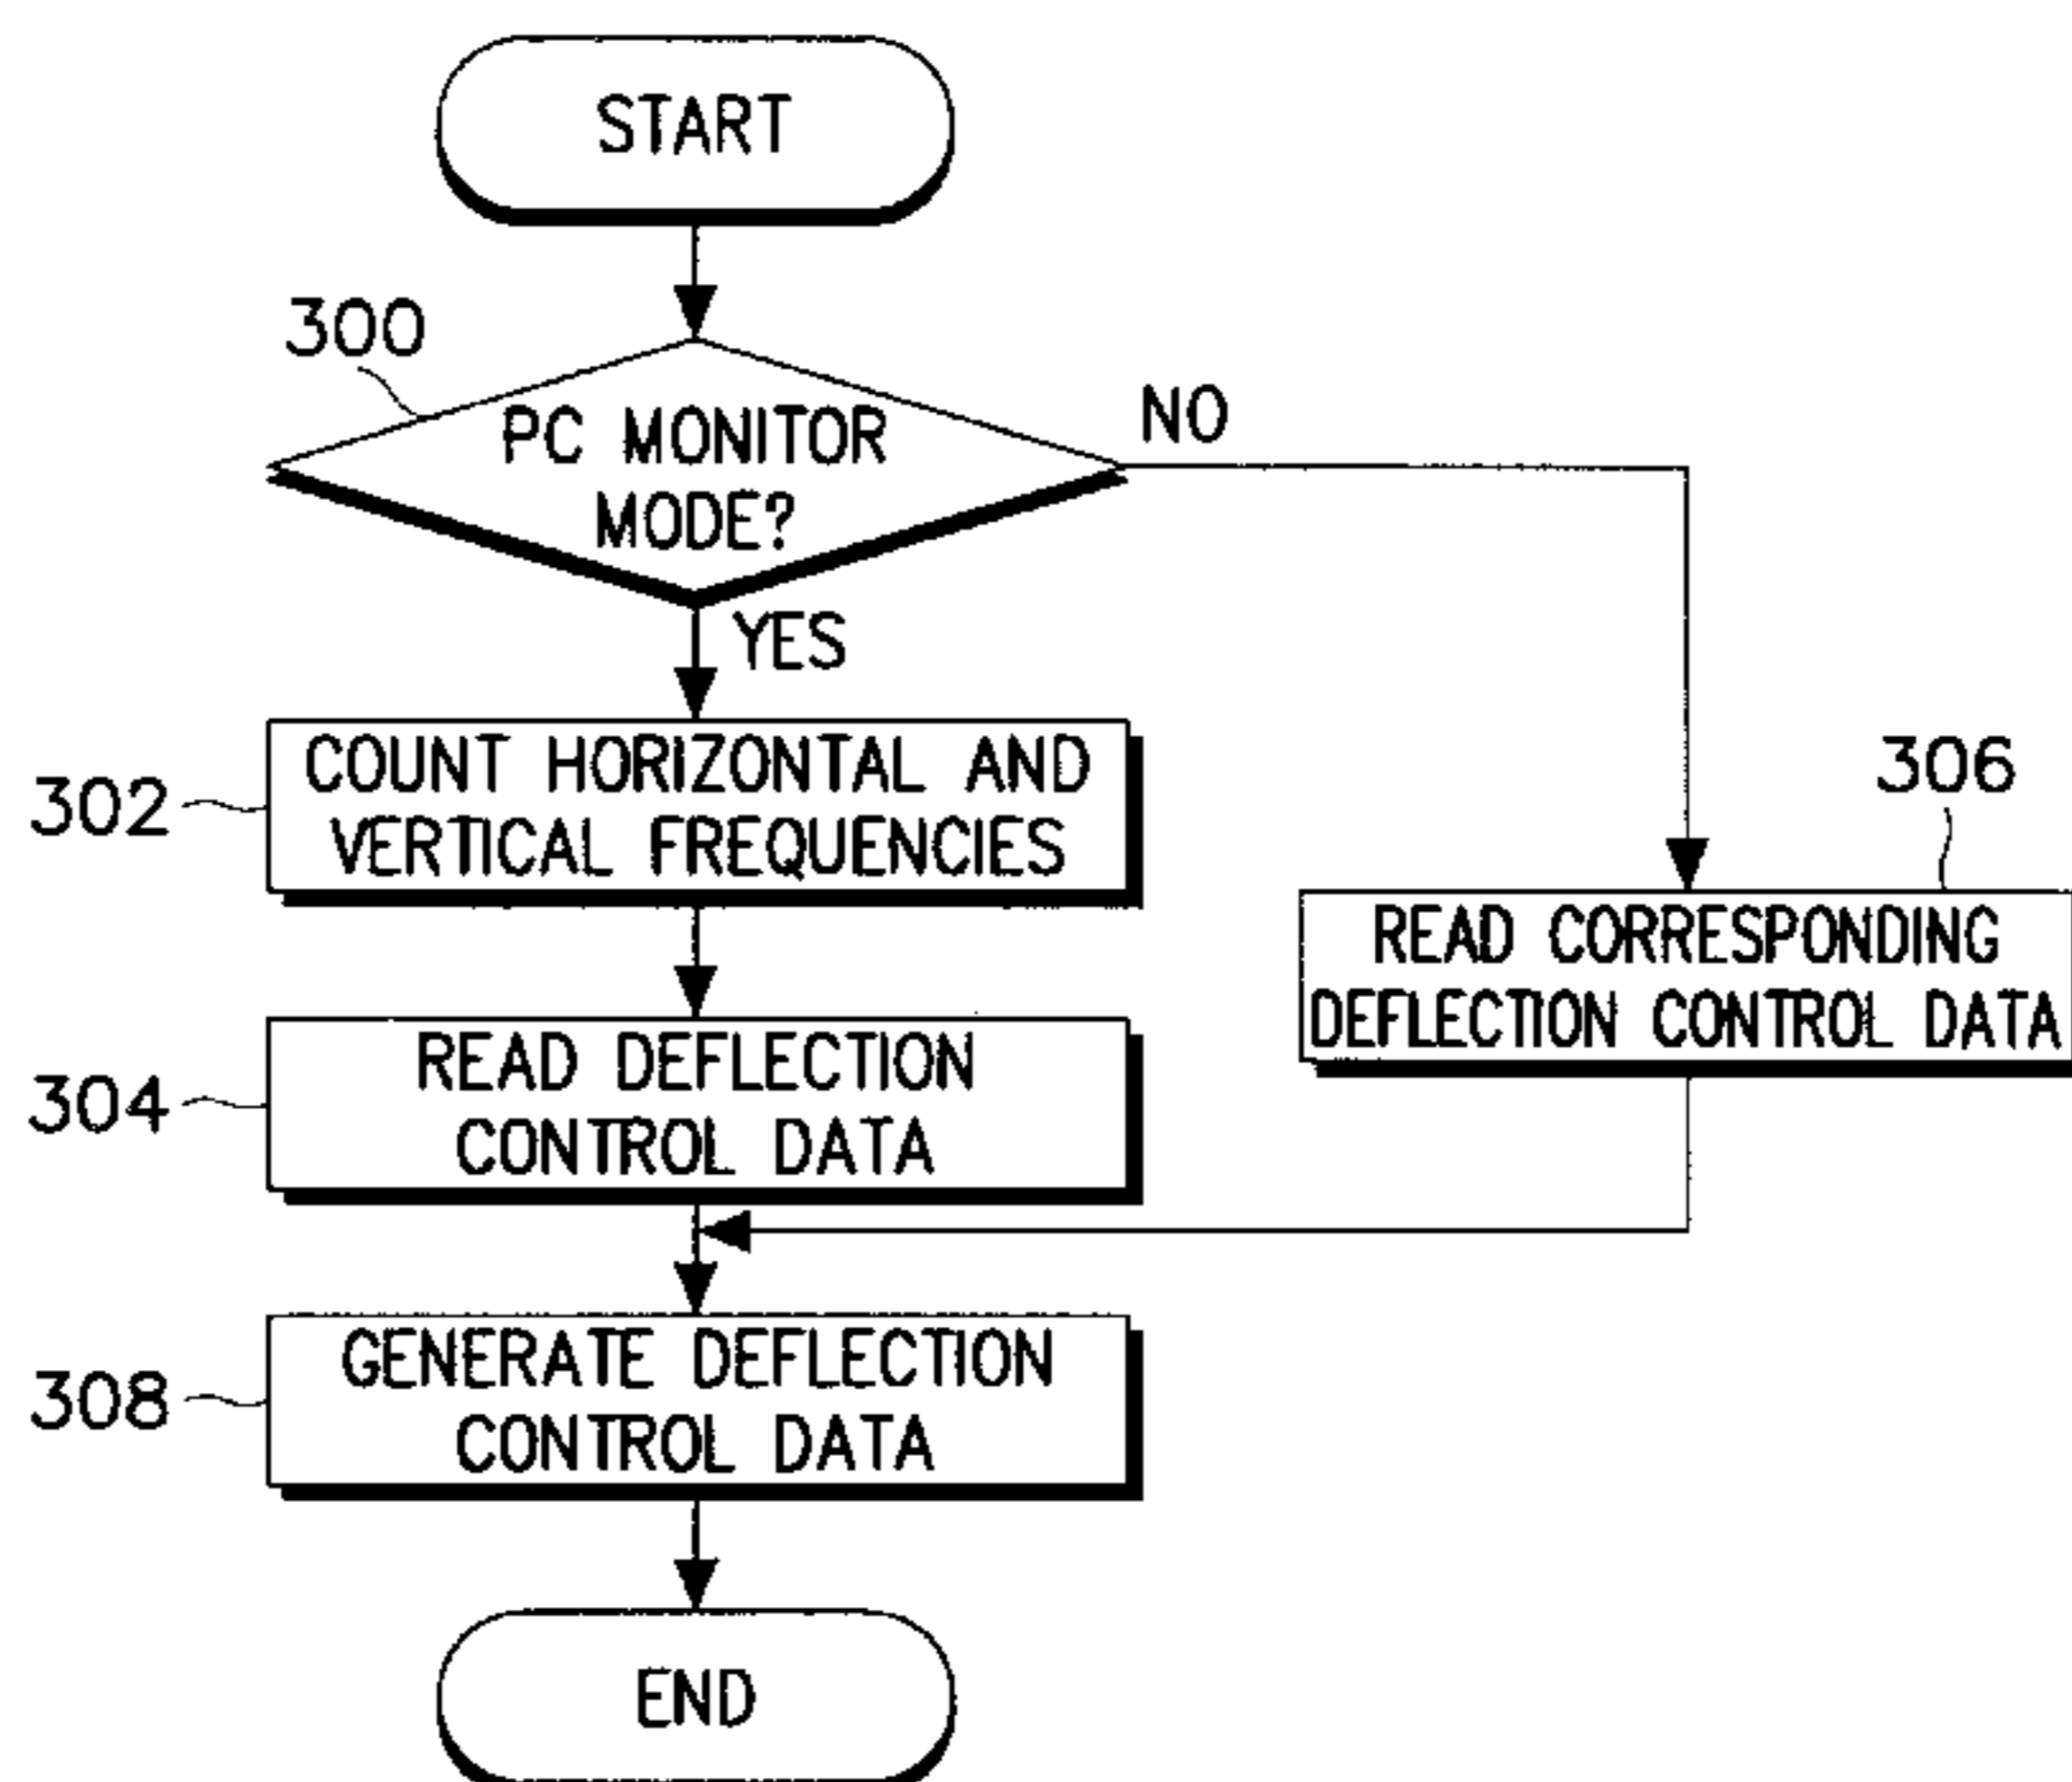 START
300
PC MONITOR
MODE?
NO
YES
302
COUNT HORIZONTAL AND
VERTICAL FREQUENCIES
306
READ CORRESPONDING
DEFLECTION CONTROL DATA
304
READ DEFLECTION
CONTROL DATA
308
GENERATE DEFLECTION
CONTROL DATA
END